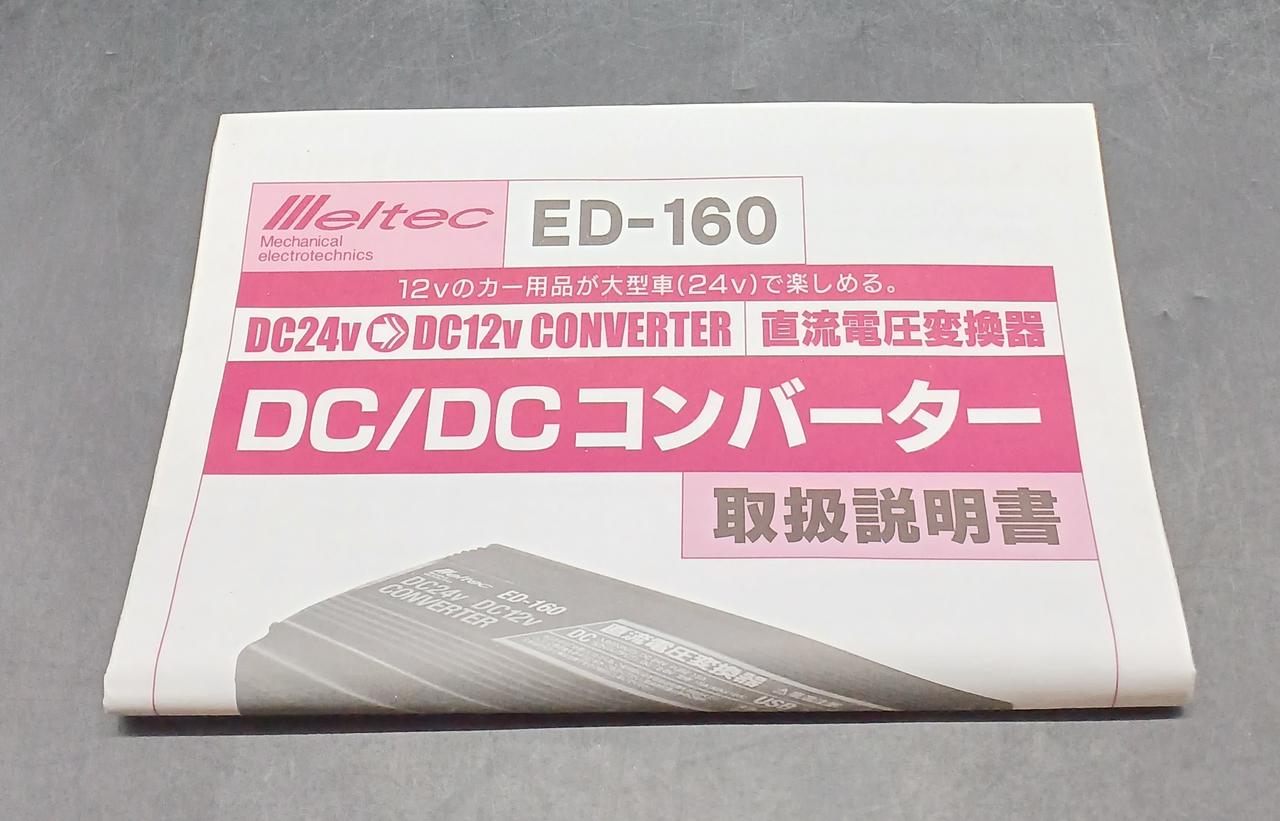 Meltec
Mechanical
electrotechnics
ED-160
12vのカー用品が大型車(24v)で楽しめる。
DC24v DC12v CONVERTER
直流電圧変換器
DC/DCコンバーター
取扱説明書
Meltec
DC24v DC12v
CONVERTER
ED-160
直流電圧変換器
DC
USB